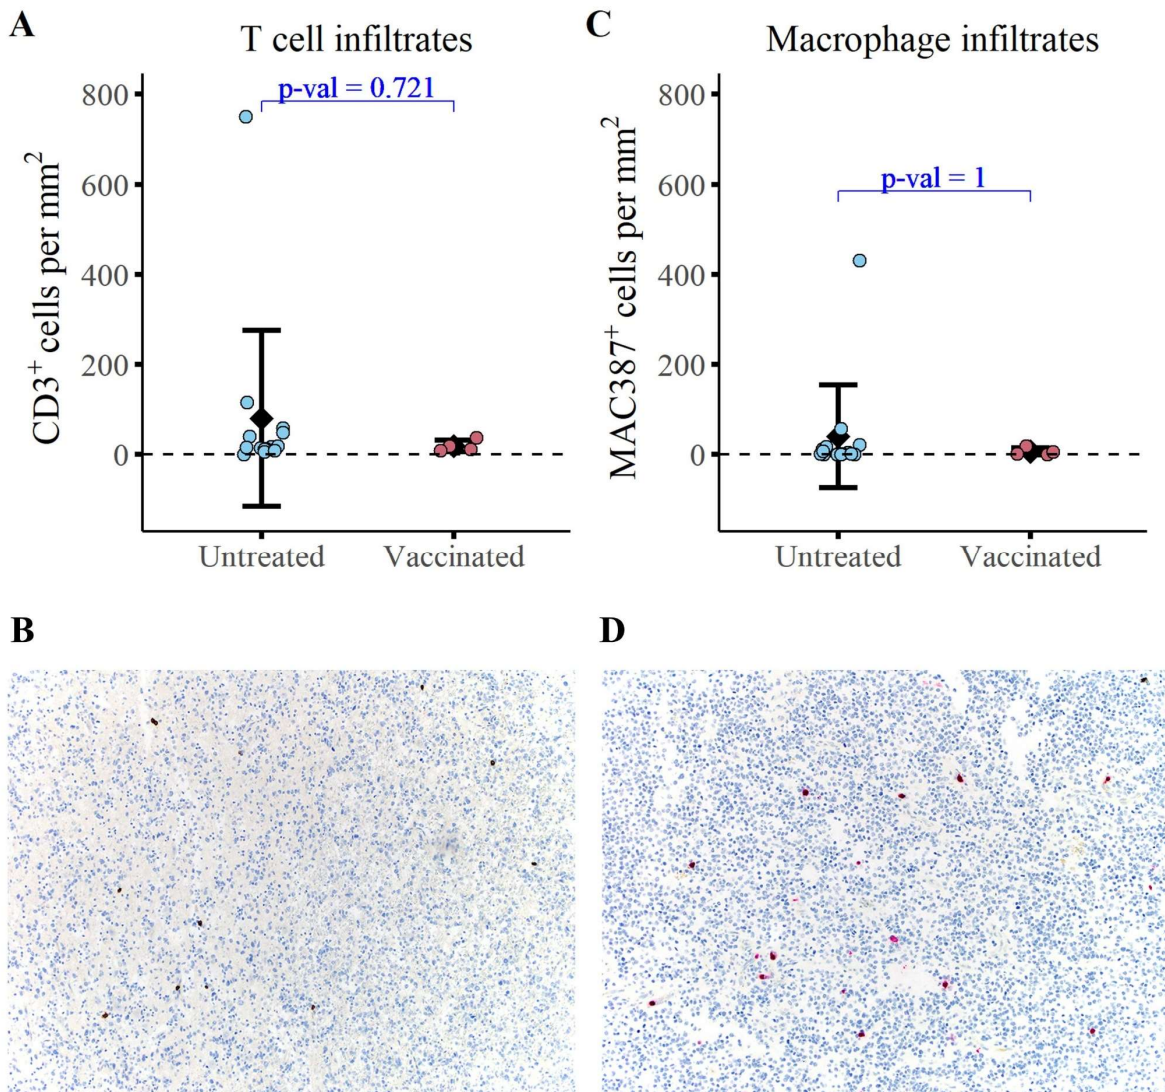 A
T cell infiltrates
p-val = 0.721
CD3⁺ cells per mm²
800
600
400
200
0
Untreated
Vaccinated
C
Macrophage infiltrates
p-val = 1
MAC387⁺ cells per mm²
800
600
400
200
0
Untreated
Vaccinated
B
D